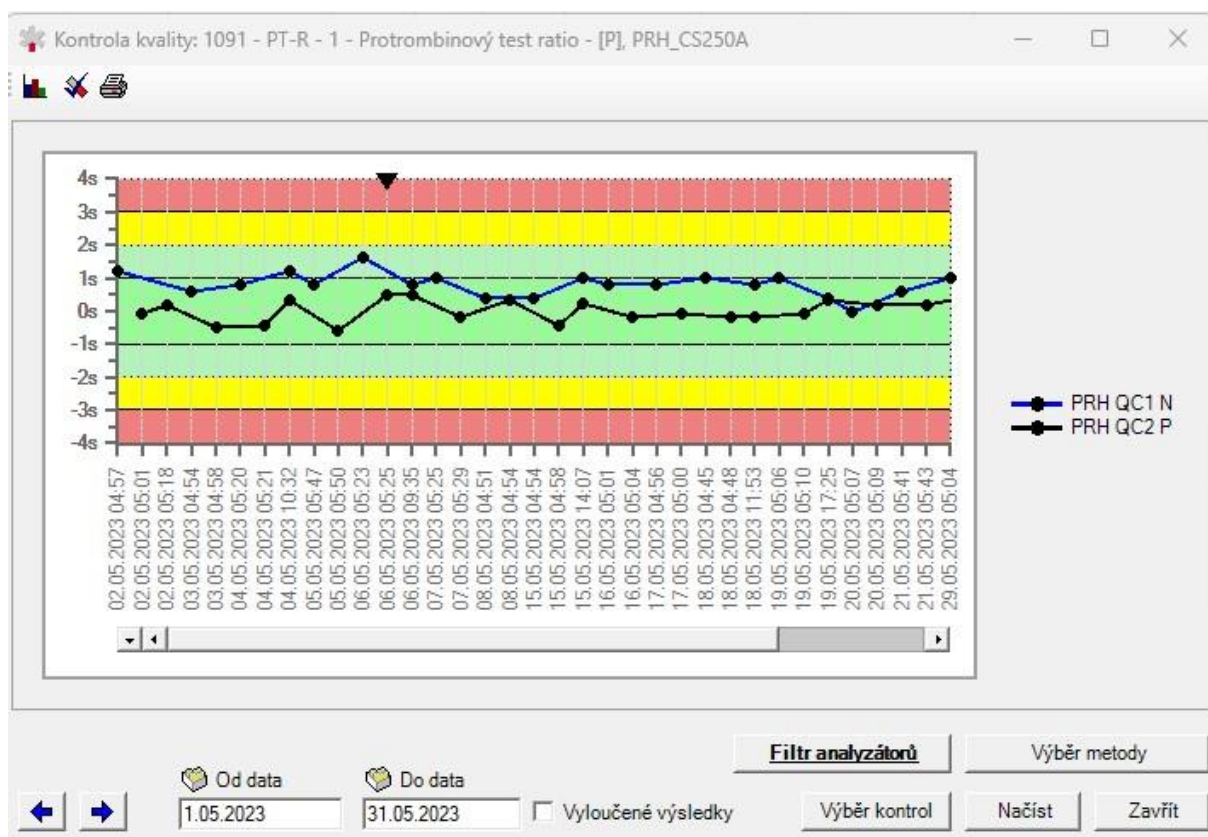 Kontrola kvality: 1091 - PT-R - 1 - Protrombinový test ratio - [P], PRH_CS250A
4s
3s
2s
1s
0s
-1s
-2s
-3s
-4s
02.05.2023 04:57
02.05.2023 05:01
02.05.2023 05:18
03.05.2023 04:54
03.05.2023 04:58
04.05.2023 05:20
04.05.2023 05:21
04.05.2023 10:32
05.05.2023 05:47
05.05.2023 05:50
06.05.2023 05:23
06.05.2023 05:25
06.05.2023 09:35
07.05.2023 05:25
07.05.2023 05:29
08.05.2023 04:51
08.05.2023 04:54
15.05.2023 04:54
15.05.2023 04:58
15.05.2023 14:07
16.05.2023 05:01
16.05.2023 05:04
17.05.2023 04:56
17.05.2023 05:00
18.05.2023 04:45
18.05.2023 04:48
18.05.2023 11:53
19.05.2023 05:06
19.05.2023 05:10
19.05.2023 17:25
20.05.2023 05:07
20.05.2023 05:09
21.05.2023 05:41
21.05.2023 05:43
29.05.2023 05:04
PRH QC1 N
PRH QC2 P
Filtr analyzátorů
Výběr metody
Od data
Do data
1.05.2023
31.05.2023
Vyloučené výsledky
Výběr kontrol
Načíst
Zavřít